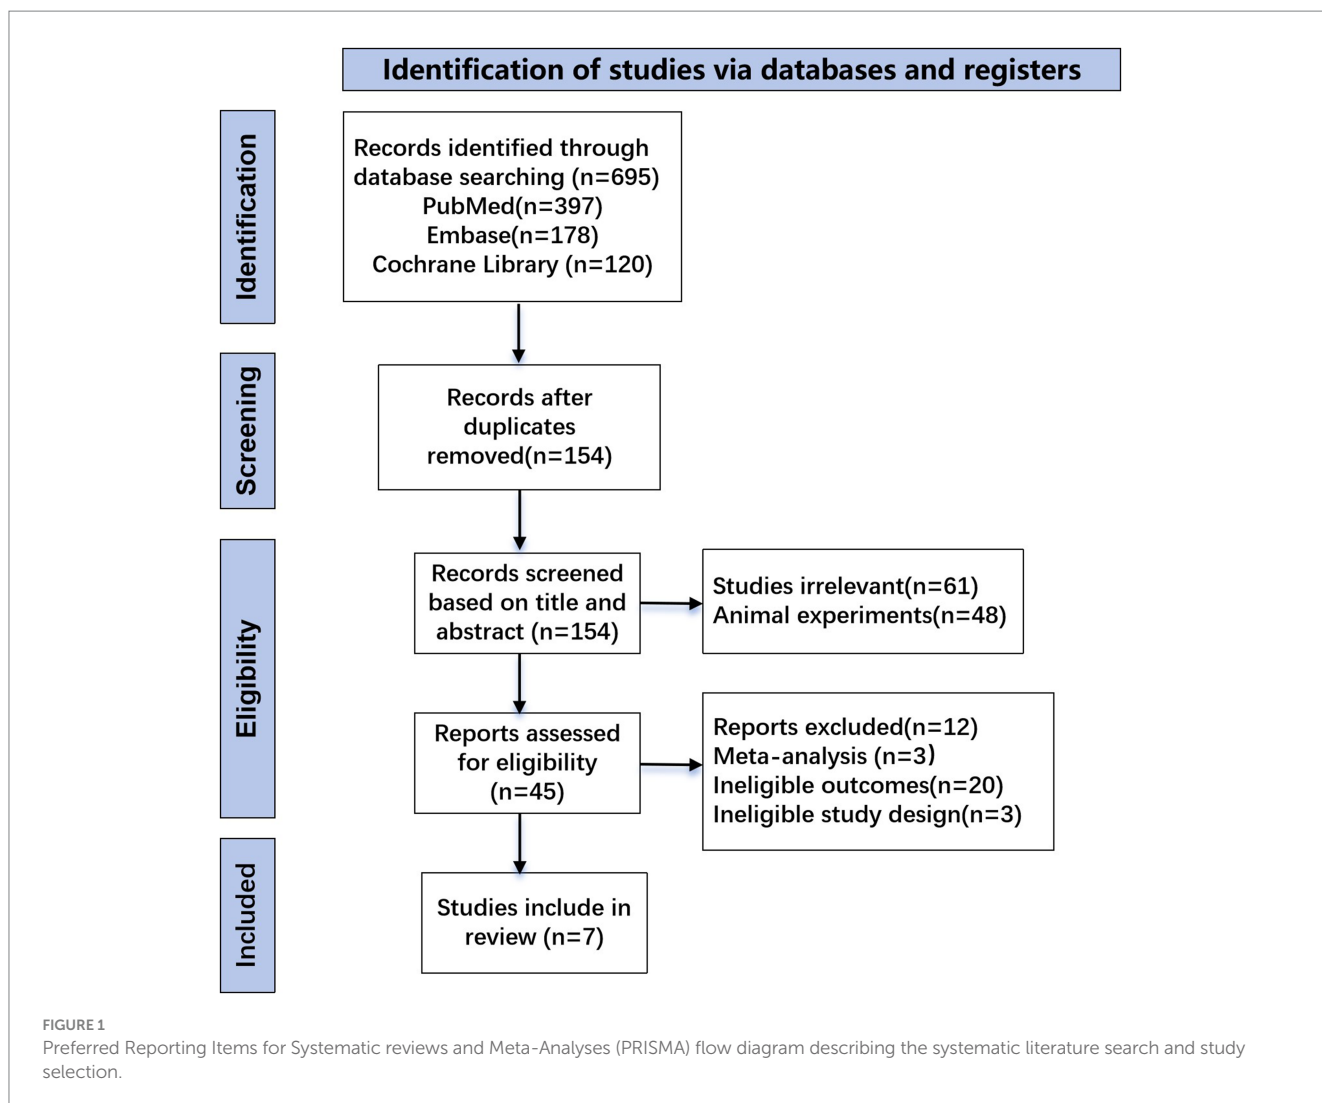 Identification of studies via databases and registers
Identification
Records identified through
database searching (n=695)
PubMed(n=397)
Embase(n=178)
Cochrane Library (n=120)
Screening
Records after
duplicates
removed(n=154)
Eligibility
Records screened
based on title and
abstract (n=154)
Studies irrelevant(n=61)
Animal experiments(n=48)
Reports assessed
for eligibility
(n=45)
Reports excluded(n=12)
Meta-analysis (n=3)
Ineligible outcomes(n=20)
Ineligible study design(n=3)
Included
Studies include in
review (n=7)
FIGURE 1
Preferred Reporting Items for Systematic reviews and Meta-Analyses (PRISMA) flow diagram describing the systematic literature search and study
selection.